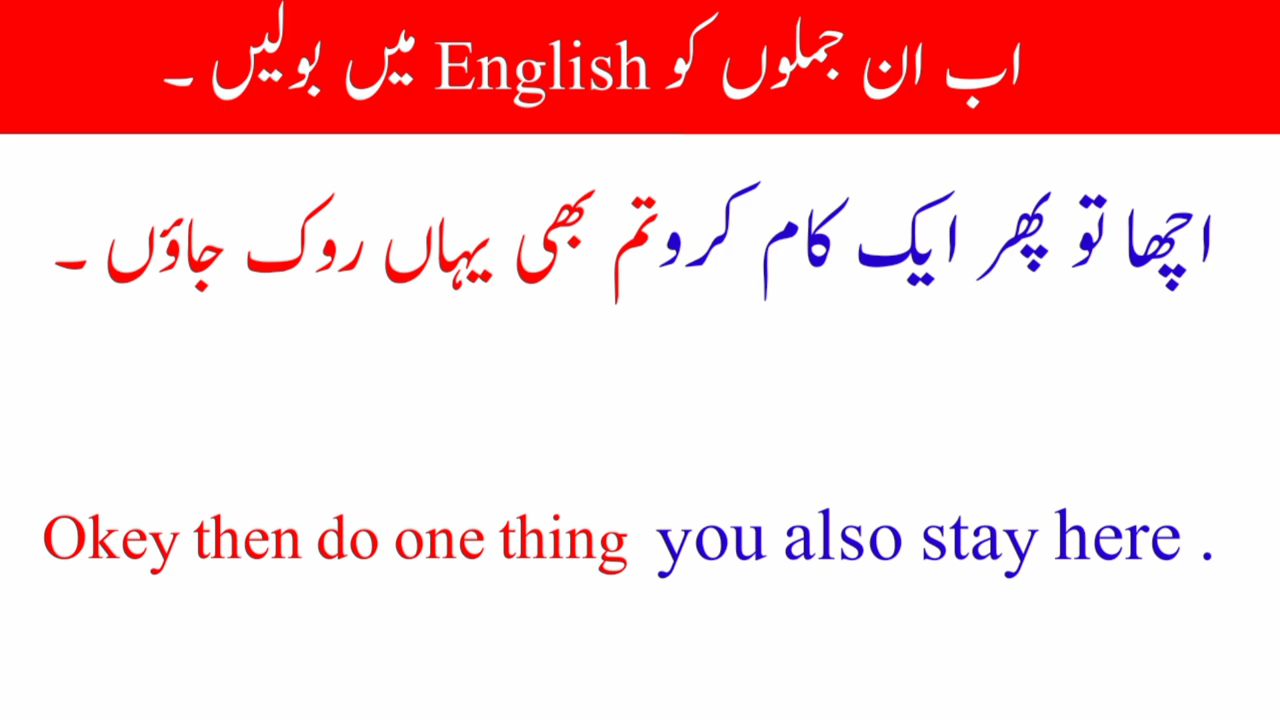 اب ان جملوں کو English میں بولیں ۔
اچھا تو پھر ایک کام کرو تم بھی یہاں روک جاؤں ۔
Okey then do one thing you also stay here .